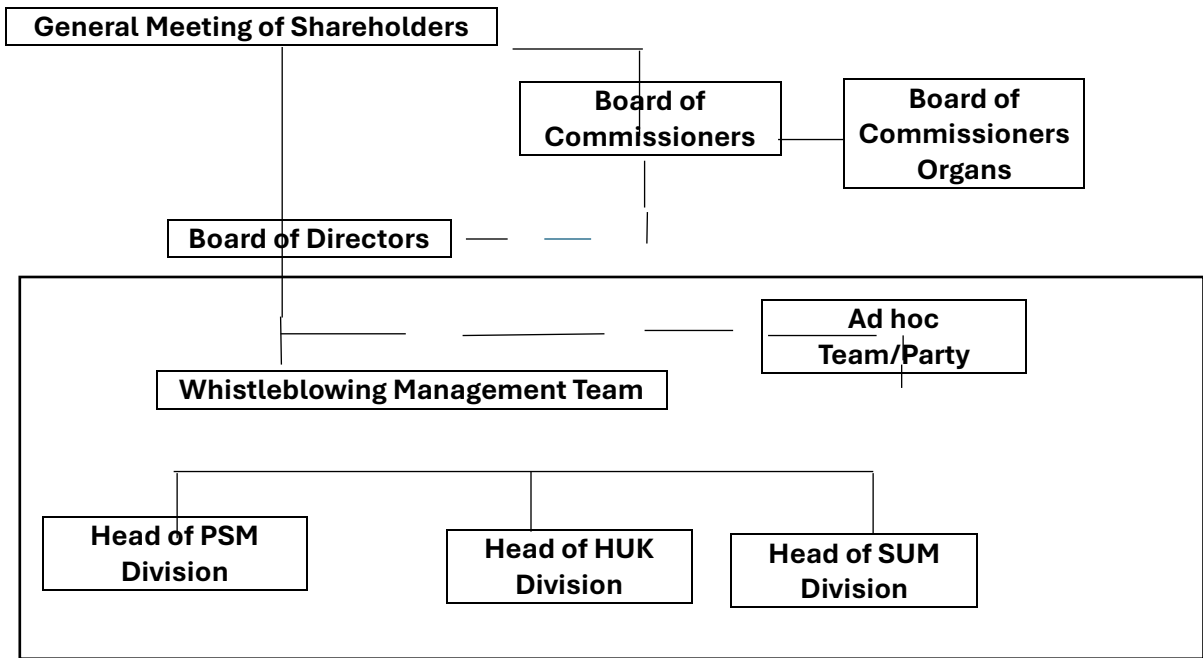 General Meeting of Shareholders
Board of
Commissioners
Board of
Commissioners
Organs
Board of Directors
Ad hoc
Team/Party
Whistleblowing Management Team
Head of PSM
Division
Head of HUK
Division
Head of SUM
Division